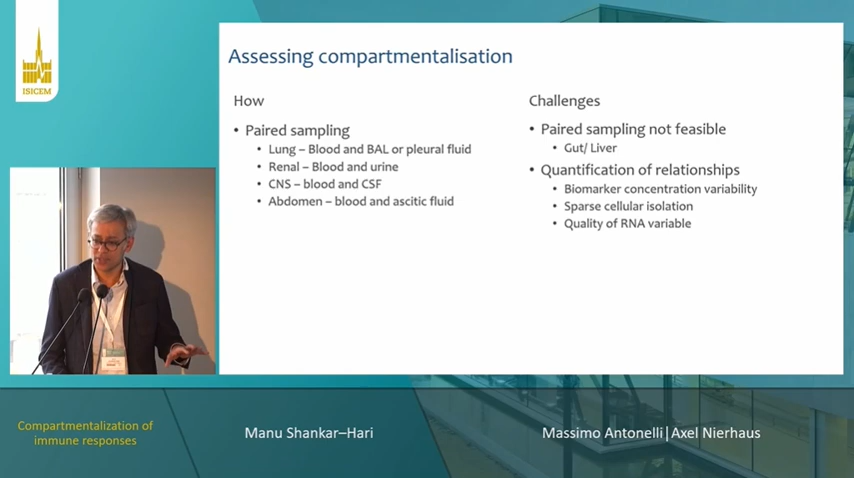 ISICEM
Assessing compartmentalisation
How
• Paired sampling
• Lung – Blood and BAL or pleural fluid
• Renal – Blood and urine
• CNS – blood and CSF
• Abdomen – blood and ascitic fluid
Challenges
• Paired sampling not feasible
• Gut/ Liver
• Quantification of relationships
• Biomarker concentration variability
• Sparse cellular isolation
• Quality of RNA variable
Compartmentalization of
immune responses
Manu Shankar–Hari
Massimo Antonelli|Axel Nierhaus